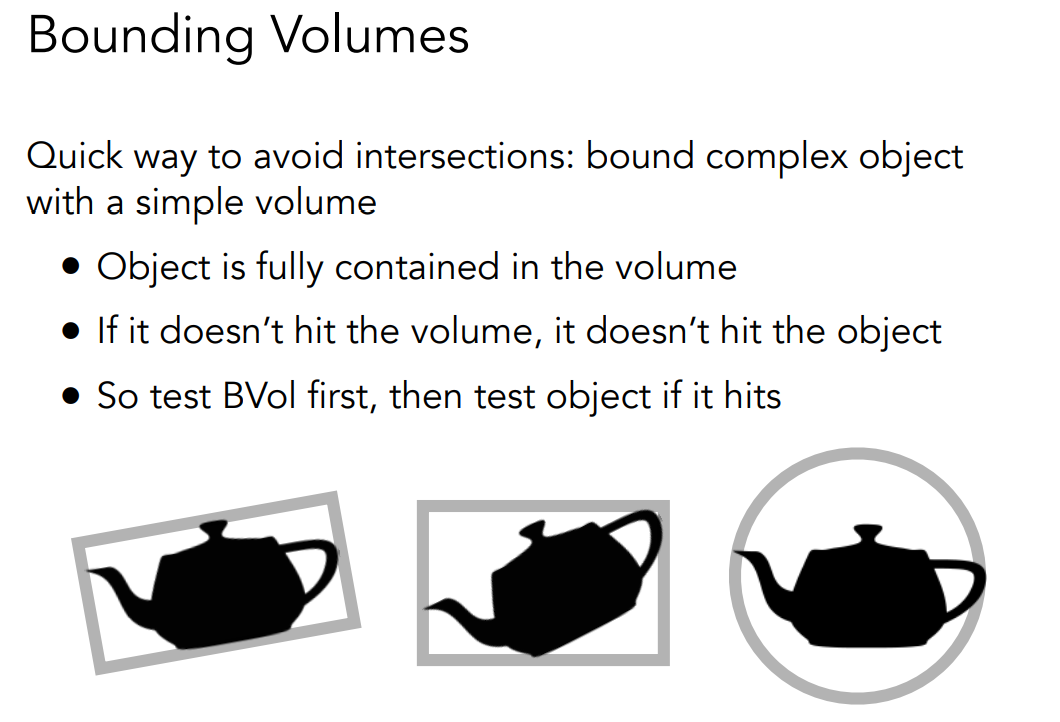 Bounding Volumes
Quick way to avoid intersections: bound complex object
with a simple volume
● Object is fully contained in the volume
● If it doesn’t hit the volume, it doesn’t hit the object
● So test BVol first, then test object if it hits